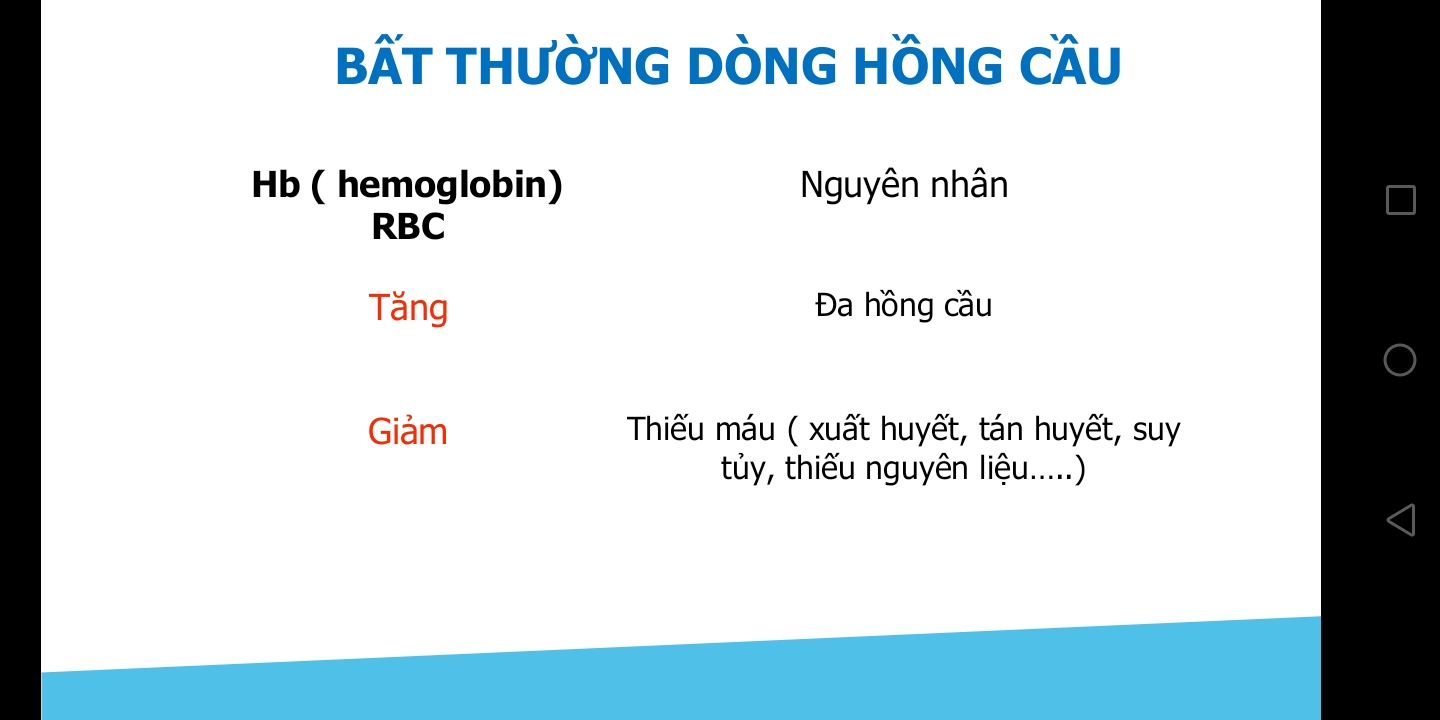 BẤT THƯỜNG DÒNG HỒNG CẦU
Hb ( hemoglobin)
RBC
Nguyên nhân
Tăng
Đa hồng cầu
Giảm
Thiếu máu ( xuất huyết, tán huyết, suy
tủy, thiếu nguyên liệu…..)